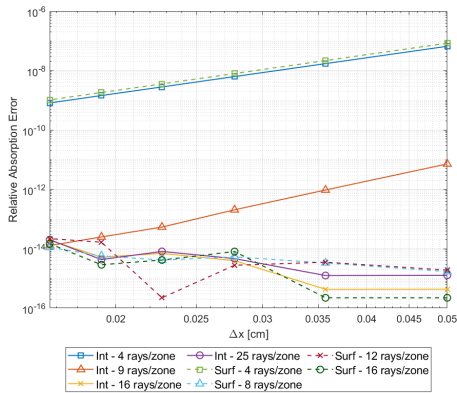 10^-6
10^-8
10^-10
10^-12
10^-14
10^-16
Relative Absorption Error
0.02 0.025 0.03 0.035 0.04 0.045 0.05
Δx [cm]
Int - 4 rays/zone Int - 25 rays/zone Surf - 12 rays/zone
Int - 9 rays/zone Surf - 4 rays/zone Surf - 16 rays/zone
Int - 16 rays/zone Surf - 8 rays/zone